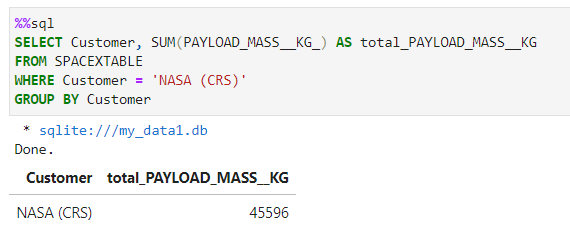 %%sql
SELECT Customer, SUM(PAYLOAD_MASS__KG_) AS total_PAYLOAD_MASS__KG
FROM SPACEXTABLE
WHERE Customer = 'NASA (CRS)'
GROUP BY Customer
* sqlite:///my_data1.db
Done.
Customer total_PAYLOAD_MASS__KG
NASA (CRS) 45596